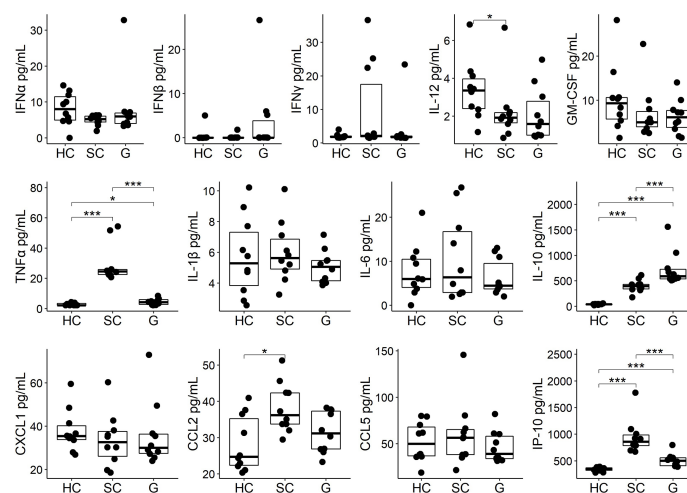 IFNα pg/mL
30
20
10
0
HC SC G
IFNβ pg/mL
20
10
0
HC SC G
IFNγ pg/mL
30
20
10
0
HC SC G
IL-12 pg/mL
6
4
2
*
HC SC G
GM-CSF pg/mL
20
10
HC SC G
TNFα pg/mL
80
60
40
20
0
***
*
***
HC SC G
IL-1β pg/mL
10
8
6
4
HC SC G
IL-6 pg/mL
20
10
0
HC SC G
IL-10 pg/mL
2000
1500
1000
500
0
***
***
***
HC SC G
CXCL1 pg/mL
60
40
20
HC SC G
CCL2 pg/mL
50
40
30
20
*
HC SC G
CCL5 pg/mL
150
100
50
HC SC G
IP-10 pg/mL
2500
2000
1500
1000
500
***
***
***
HC SC G